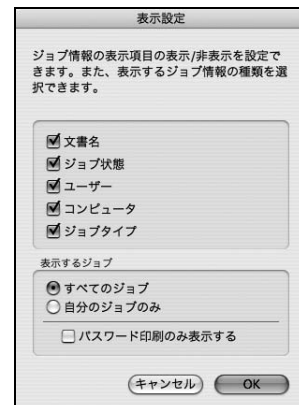 表示設定
ジョブ情報の表示項目の表示/非表示を設定で
きます。また、表示するジョブ情報の種類を選
択できます。
文書名
ジョブ状態
ユーザー
コンピュータ
ジョブタイプ
表示するジョブ
すべてのジョブ
自分のジョブのみ
パスワード印刷のみ表示する
キャンセル OK